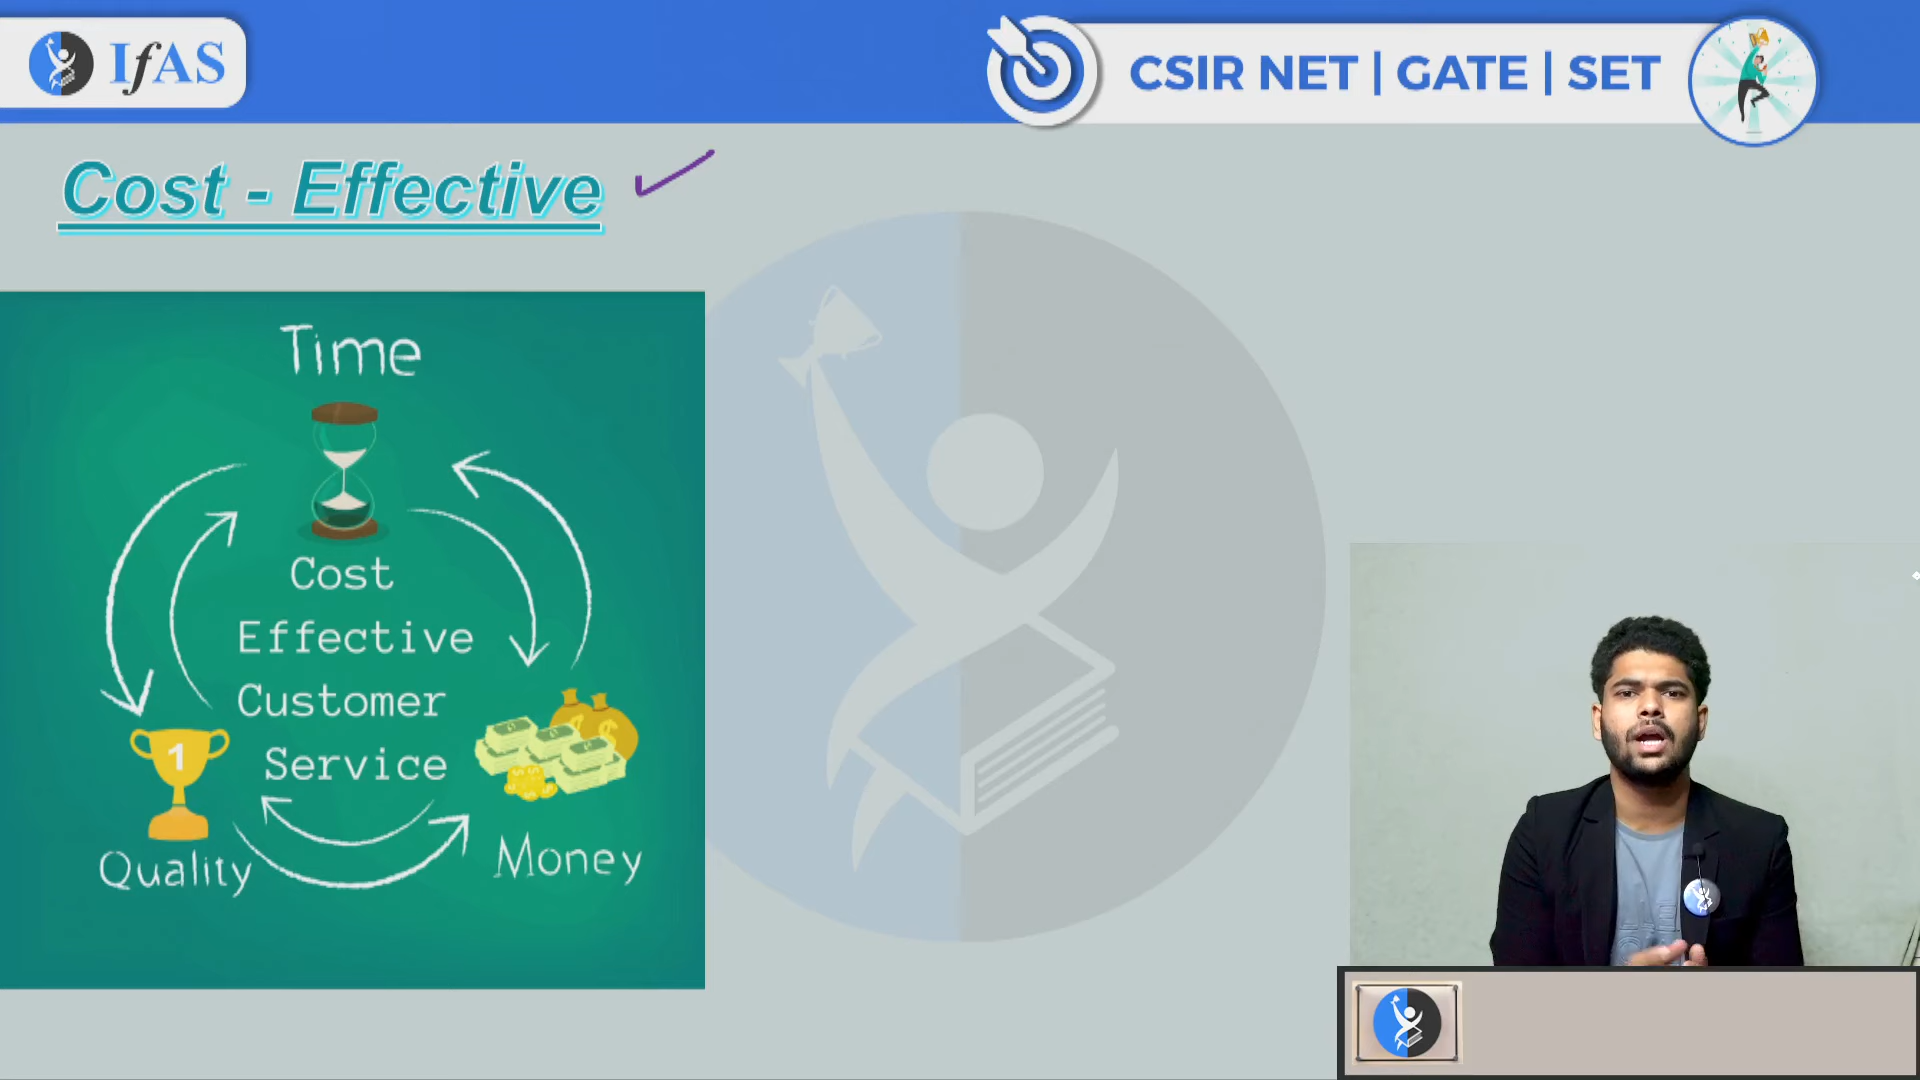 IfAS
CSIR NET | GATE | SET
Cost - Effective
Time
Cost
Effective
Customer
Service
1
Quality
Money